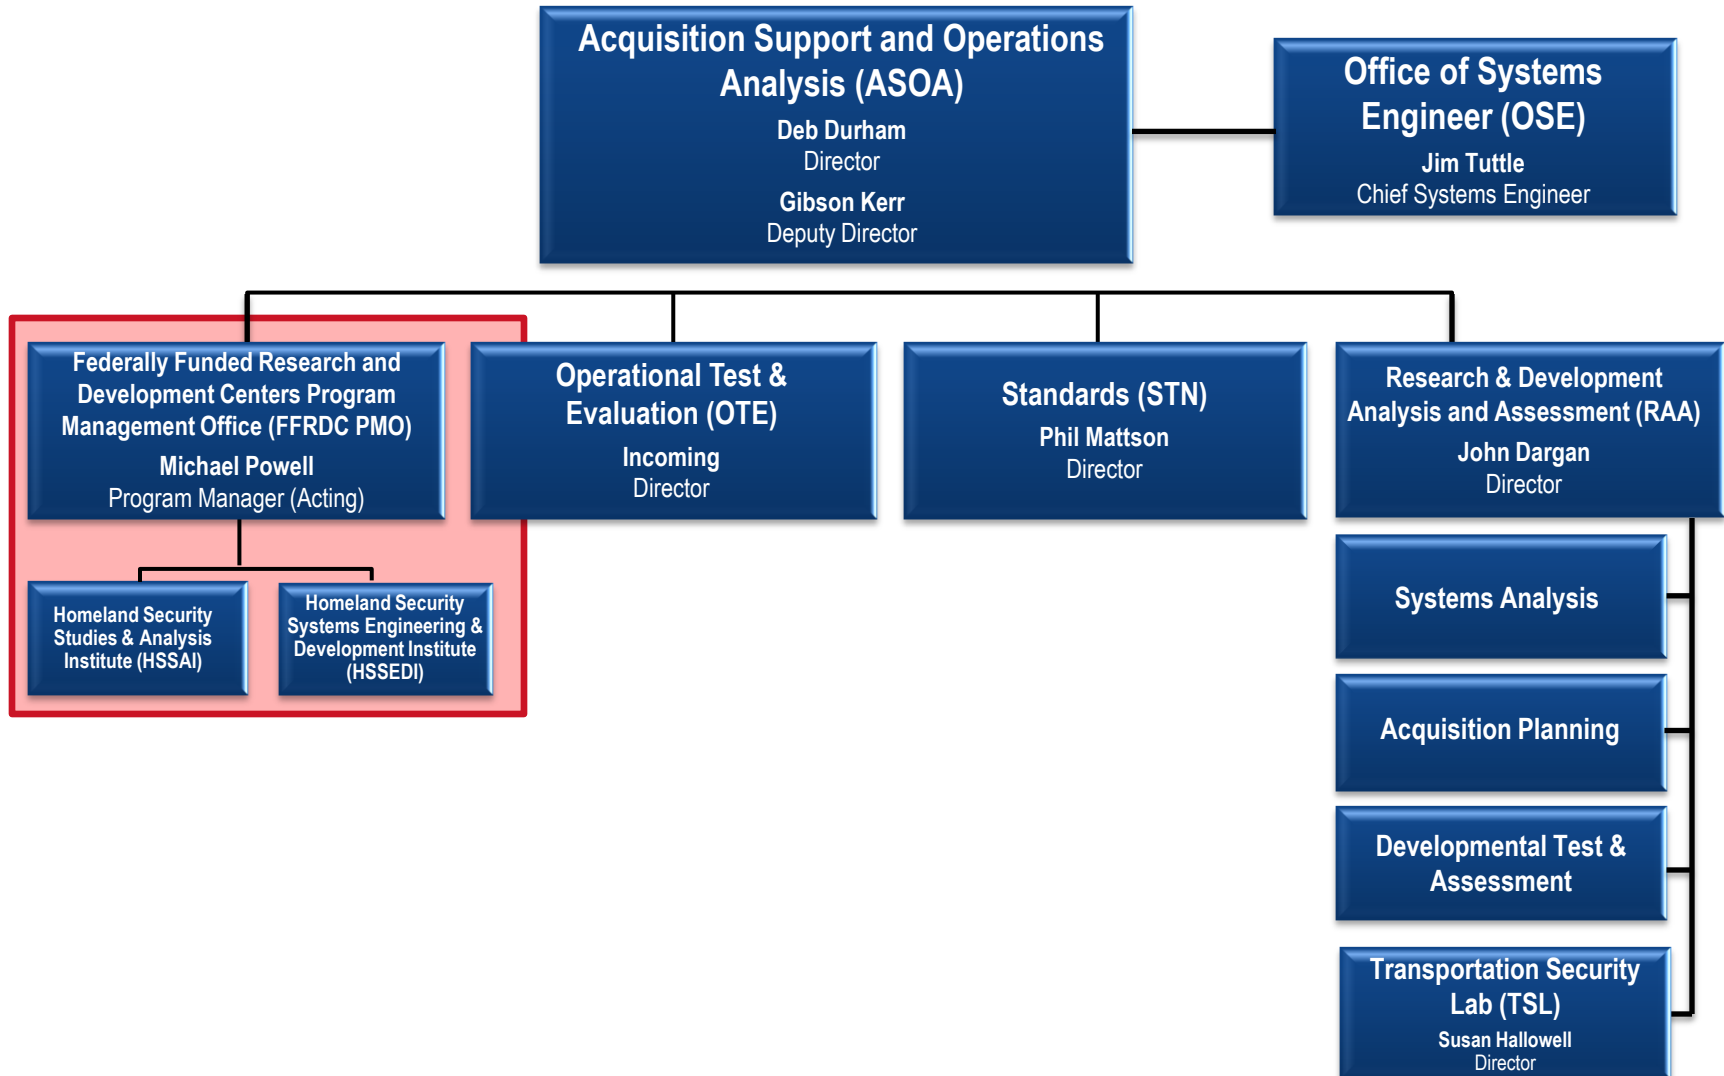 Acquisition Support and Operations
Analysis (ASOA)
Deb Durham
Director
Gibson Kerr
Deputy Director
Office of Systems
Engineer (OSE)
Jim Tuttle
Chief Systems Engineer
Federally Funded Research and
Development Centers Program
Management Office (FFRDC PMO)
Michael Powell
Program Manager (Acting)
Operational Test &
Evaluation (OTE)
Incoming
Director
Standards (STN)
Phil Mattson
Director
Research & Development
Analysis and Assessment (RAA)
John Dargan
Director
Homeland Security
Studies & Analysis
Institute (HSSAI)
Homeland Security
Systems Engineering &
Development Institute
(HSSEDI)
Systems Analysis
Acquisition Planning
Developmental Test &
Assessment
Transportation Security
Lab (TSL)
Susan Hallowell
Director